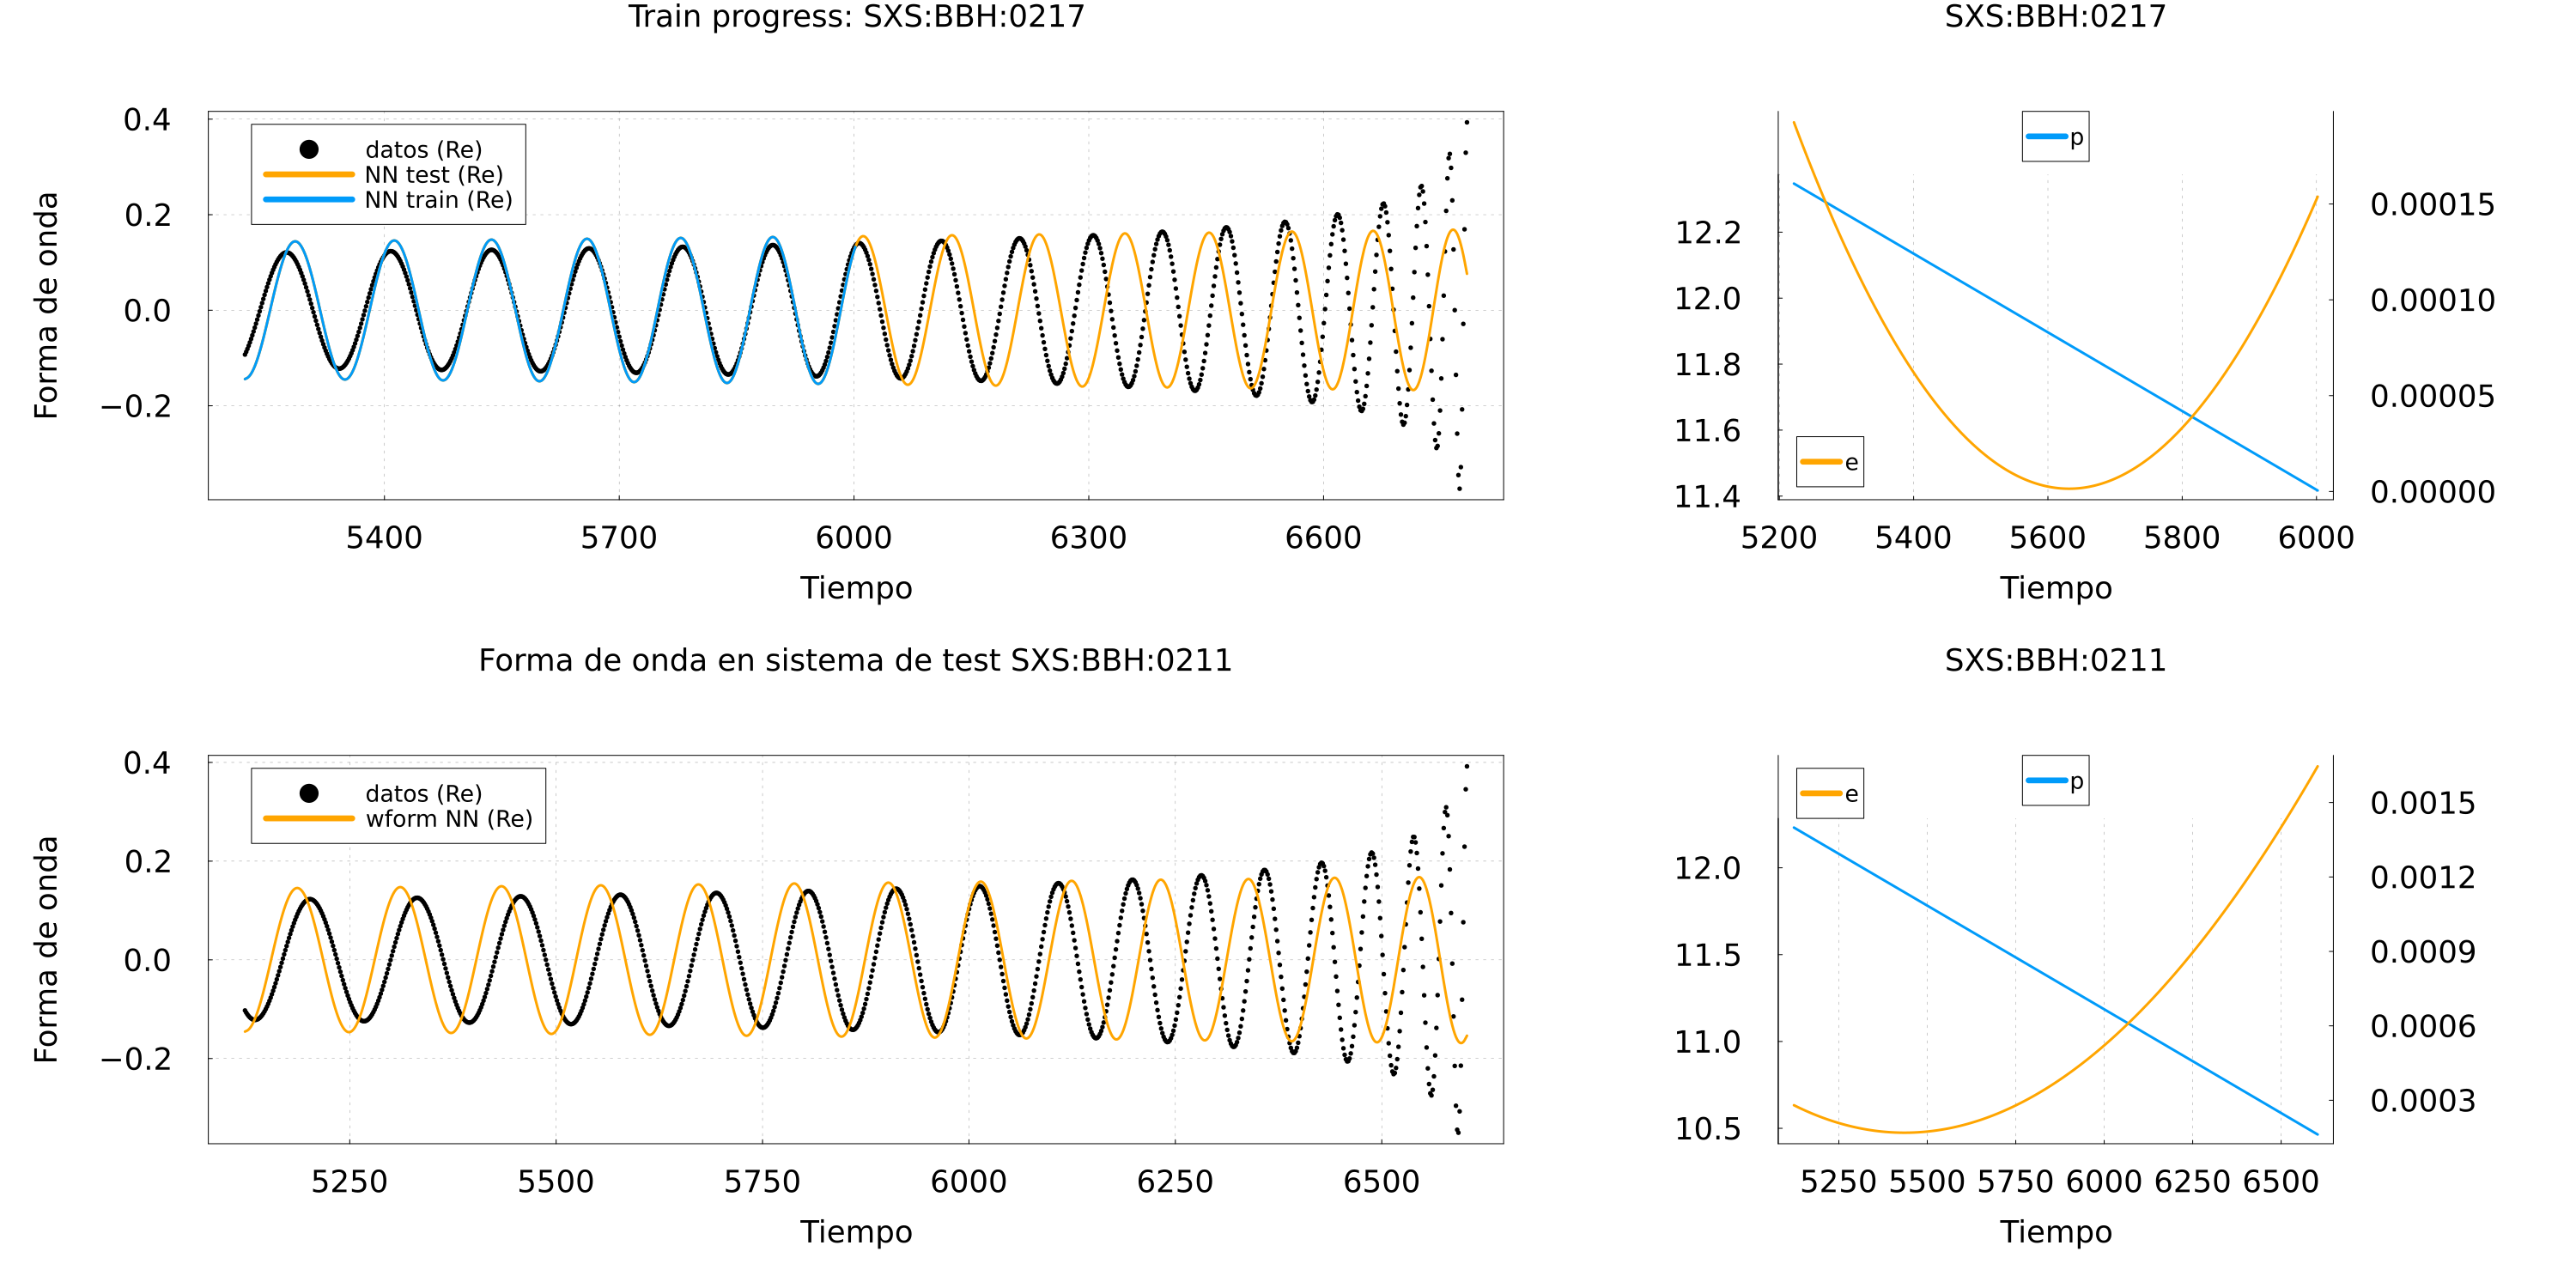 Train progress: SXS:BBH:0217
0.4
0.2
0.0
−0.2
Forma de onda
datos (Re)
NN test (Re)
NN train (Re)
5400 5700 6000 6300 6600
Tiempo
SXS:BBH:0217
p
e
12.2
12.0
11.8
11.6
11.4
0.00015
0.00010
0.00005
0.00000
5200 5400 5600 5800 6000
Tiempo
Forma de onda en sistema de test SXS:BBH:0211
0.4
0.2
0.0
−0.2
Forma de onda
datos (Re)
wform NN (Re)
5250 5500 5750 6000 6250 6500
Tiempo
SXS:BBH:0211
e
p
12.0
11.5
11.0
10.5
0.0015
0.0012
0.0009
0.0006
0.0003
5250 5500 5750 6000 6250 6500
Tiempo